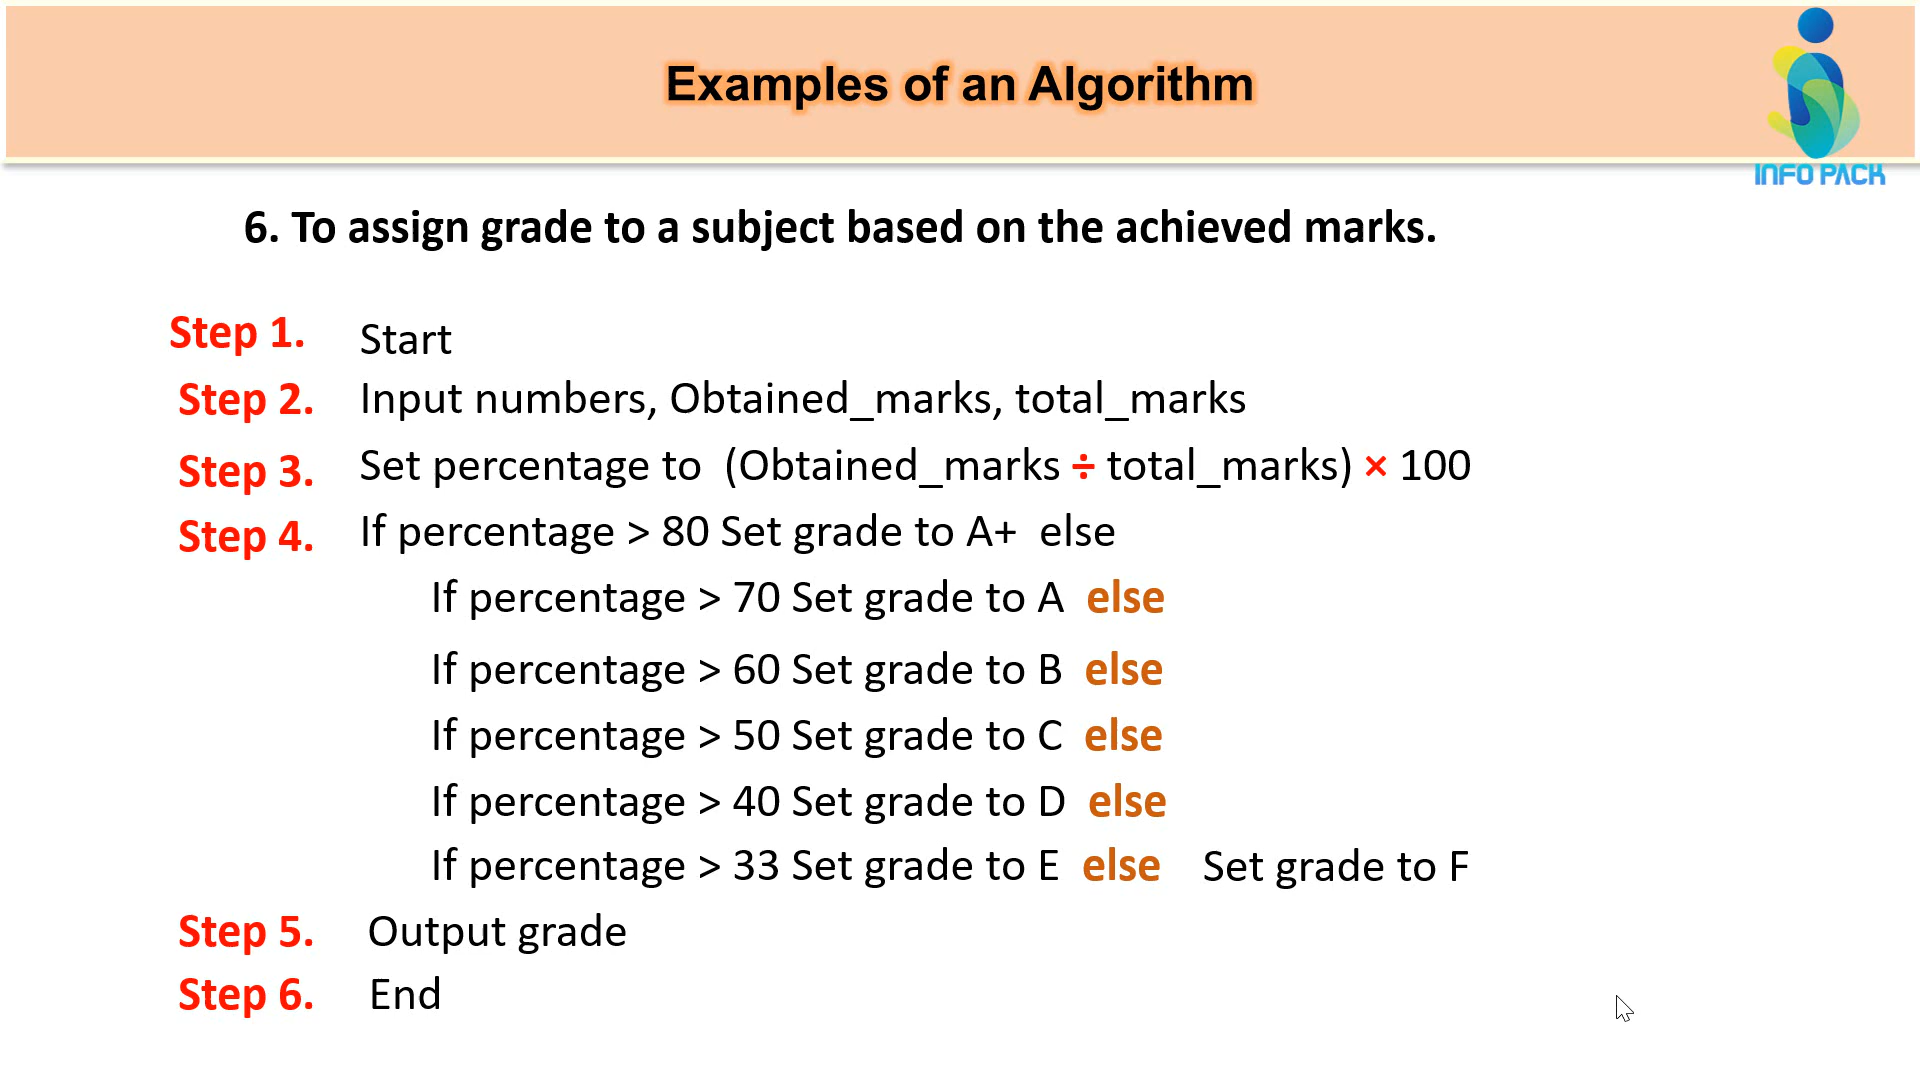 Examples of an Algorithm
INFO PACK
6. To assign grade to a subject based on the achieved marks.
Step 1. Start
Step 2. Input numbers, Obtained_marks, total_marks
Step 3. Set percentage to (Obtained_marks ÷ total_marks) × 100
Step 4. If percentage > 80 Set grade to A+ else
If percentage > 70 Set grade to A else
If percentage > 60 Set grade to B else
If percentage > 50 Set grade to C else
If percentage > 40 Set grade to D else
If percentage > 33 Set grade to E else Set grade to F
Step 5. Output grade
Step 6. End